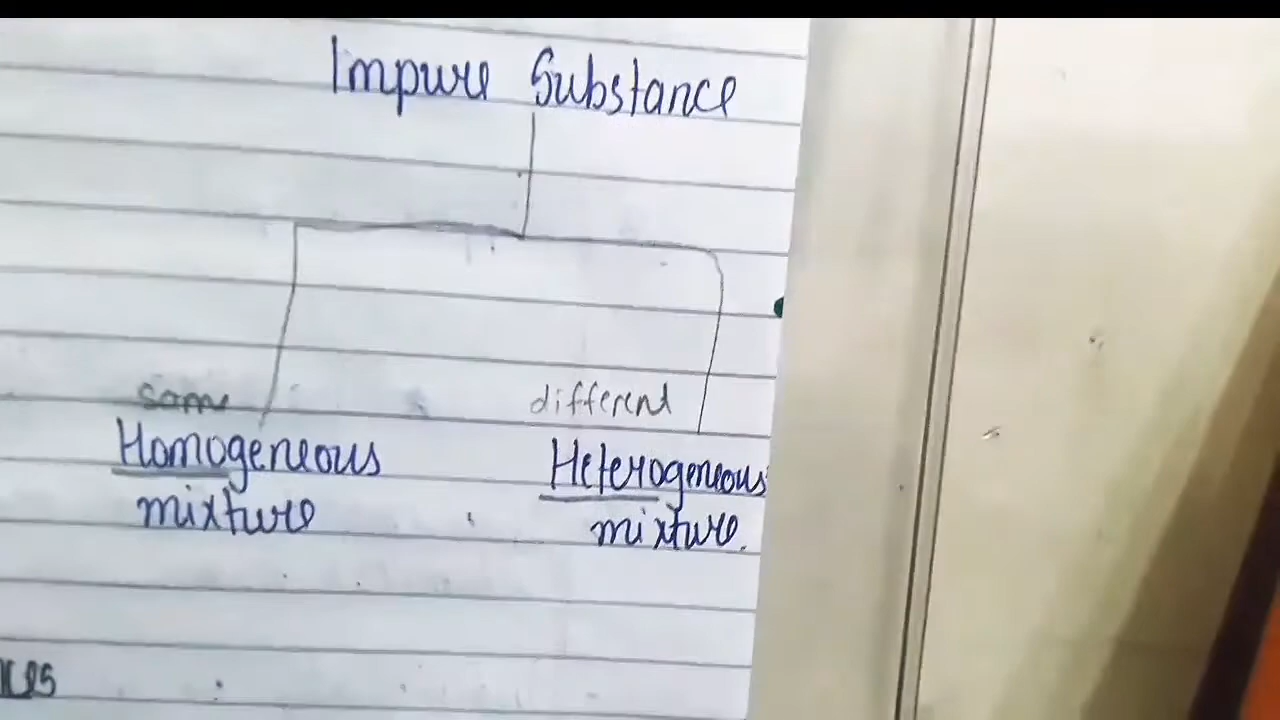 Impure Substance
same different
Homogeneous Heterogeneous
mixture mixture.